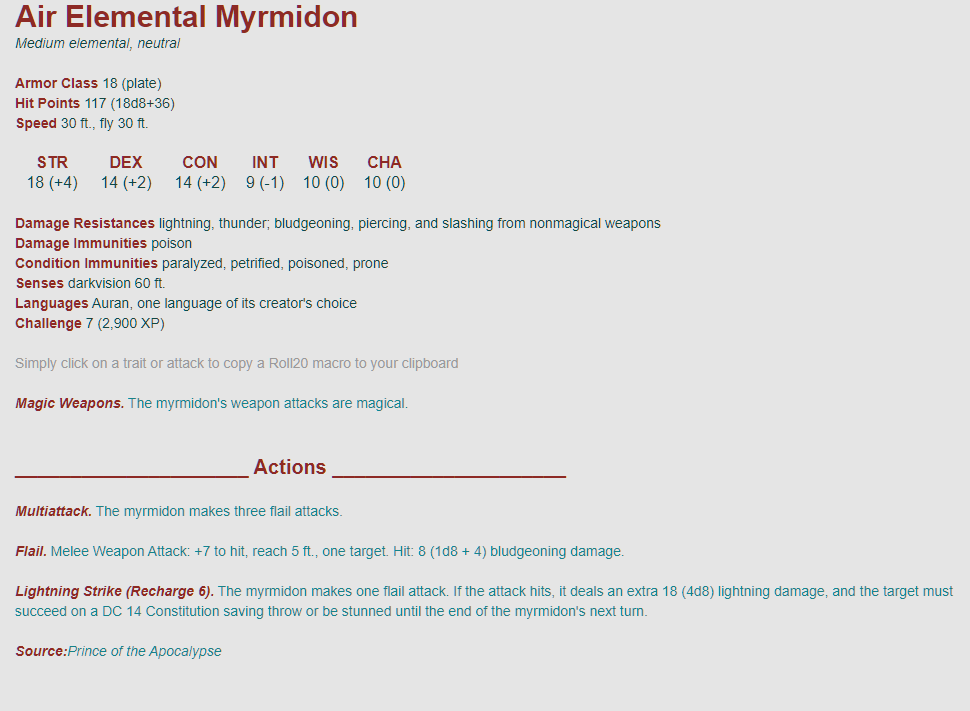 Air Elemental Myrmidon
Medium elemental, neutral
Armor Class 18 (plate)
Hit Points 117 (18d8+36)
Speed 30 ft., fly 30 ft.
STR DEX CON INT WIS CHA
18 (+4) 14 (+2) 14 (+2) 9 (-1) 10 (0) 10 (0)
Damage Resistances lightning, thunder; bludgeoning, piercing, and slashing from nonmagical weapons
Damage Immunities poison
Condition Immunities paralyzed, petrified, poisoned, prone
Senses darkvision 60 ft.
Languages Auran, one language of its creator's choice
Challenge 7 (2,900 XP)
Simply click on a trait or attack to copy a Roll20 macro to your clipboard
Magic Weapons. The myrmidon's weapon attacks are magical.
Actions
Multiattack. The myrmidon makes three flail attacks.
Flail. Melee Weapon Attack: +7 to hit, reach 5 ft., one target. Hit: 8 (1d8 + 4) bludgeoning damage.
Lightning Strike (Recharge 6). The myrmidon makes one flail attack. If the attack hits, it deals an extra 18 (4d8) lightning damage, and the target must
succeed on a DC 14 Constitution saving throw or be stunned until the end of the myrmidon's next turn.
Source:Prince of the Apocalypse